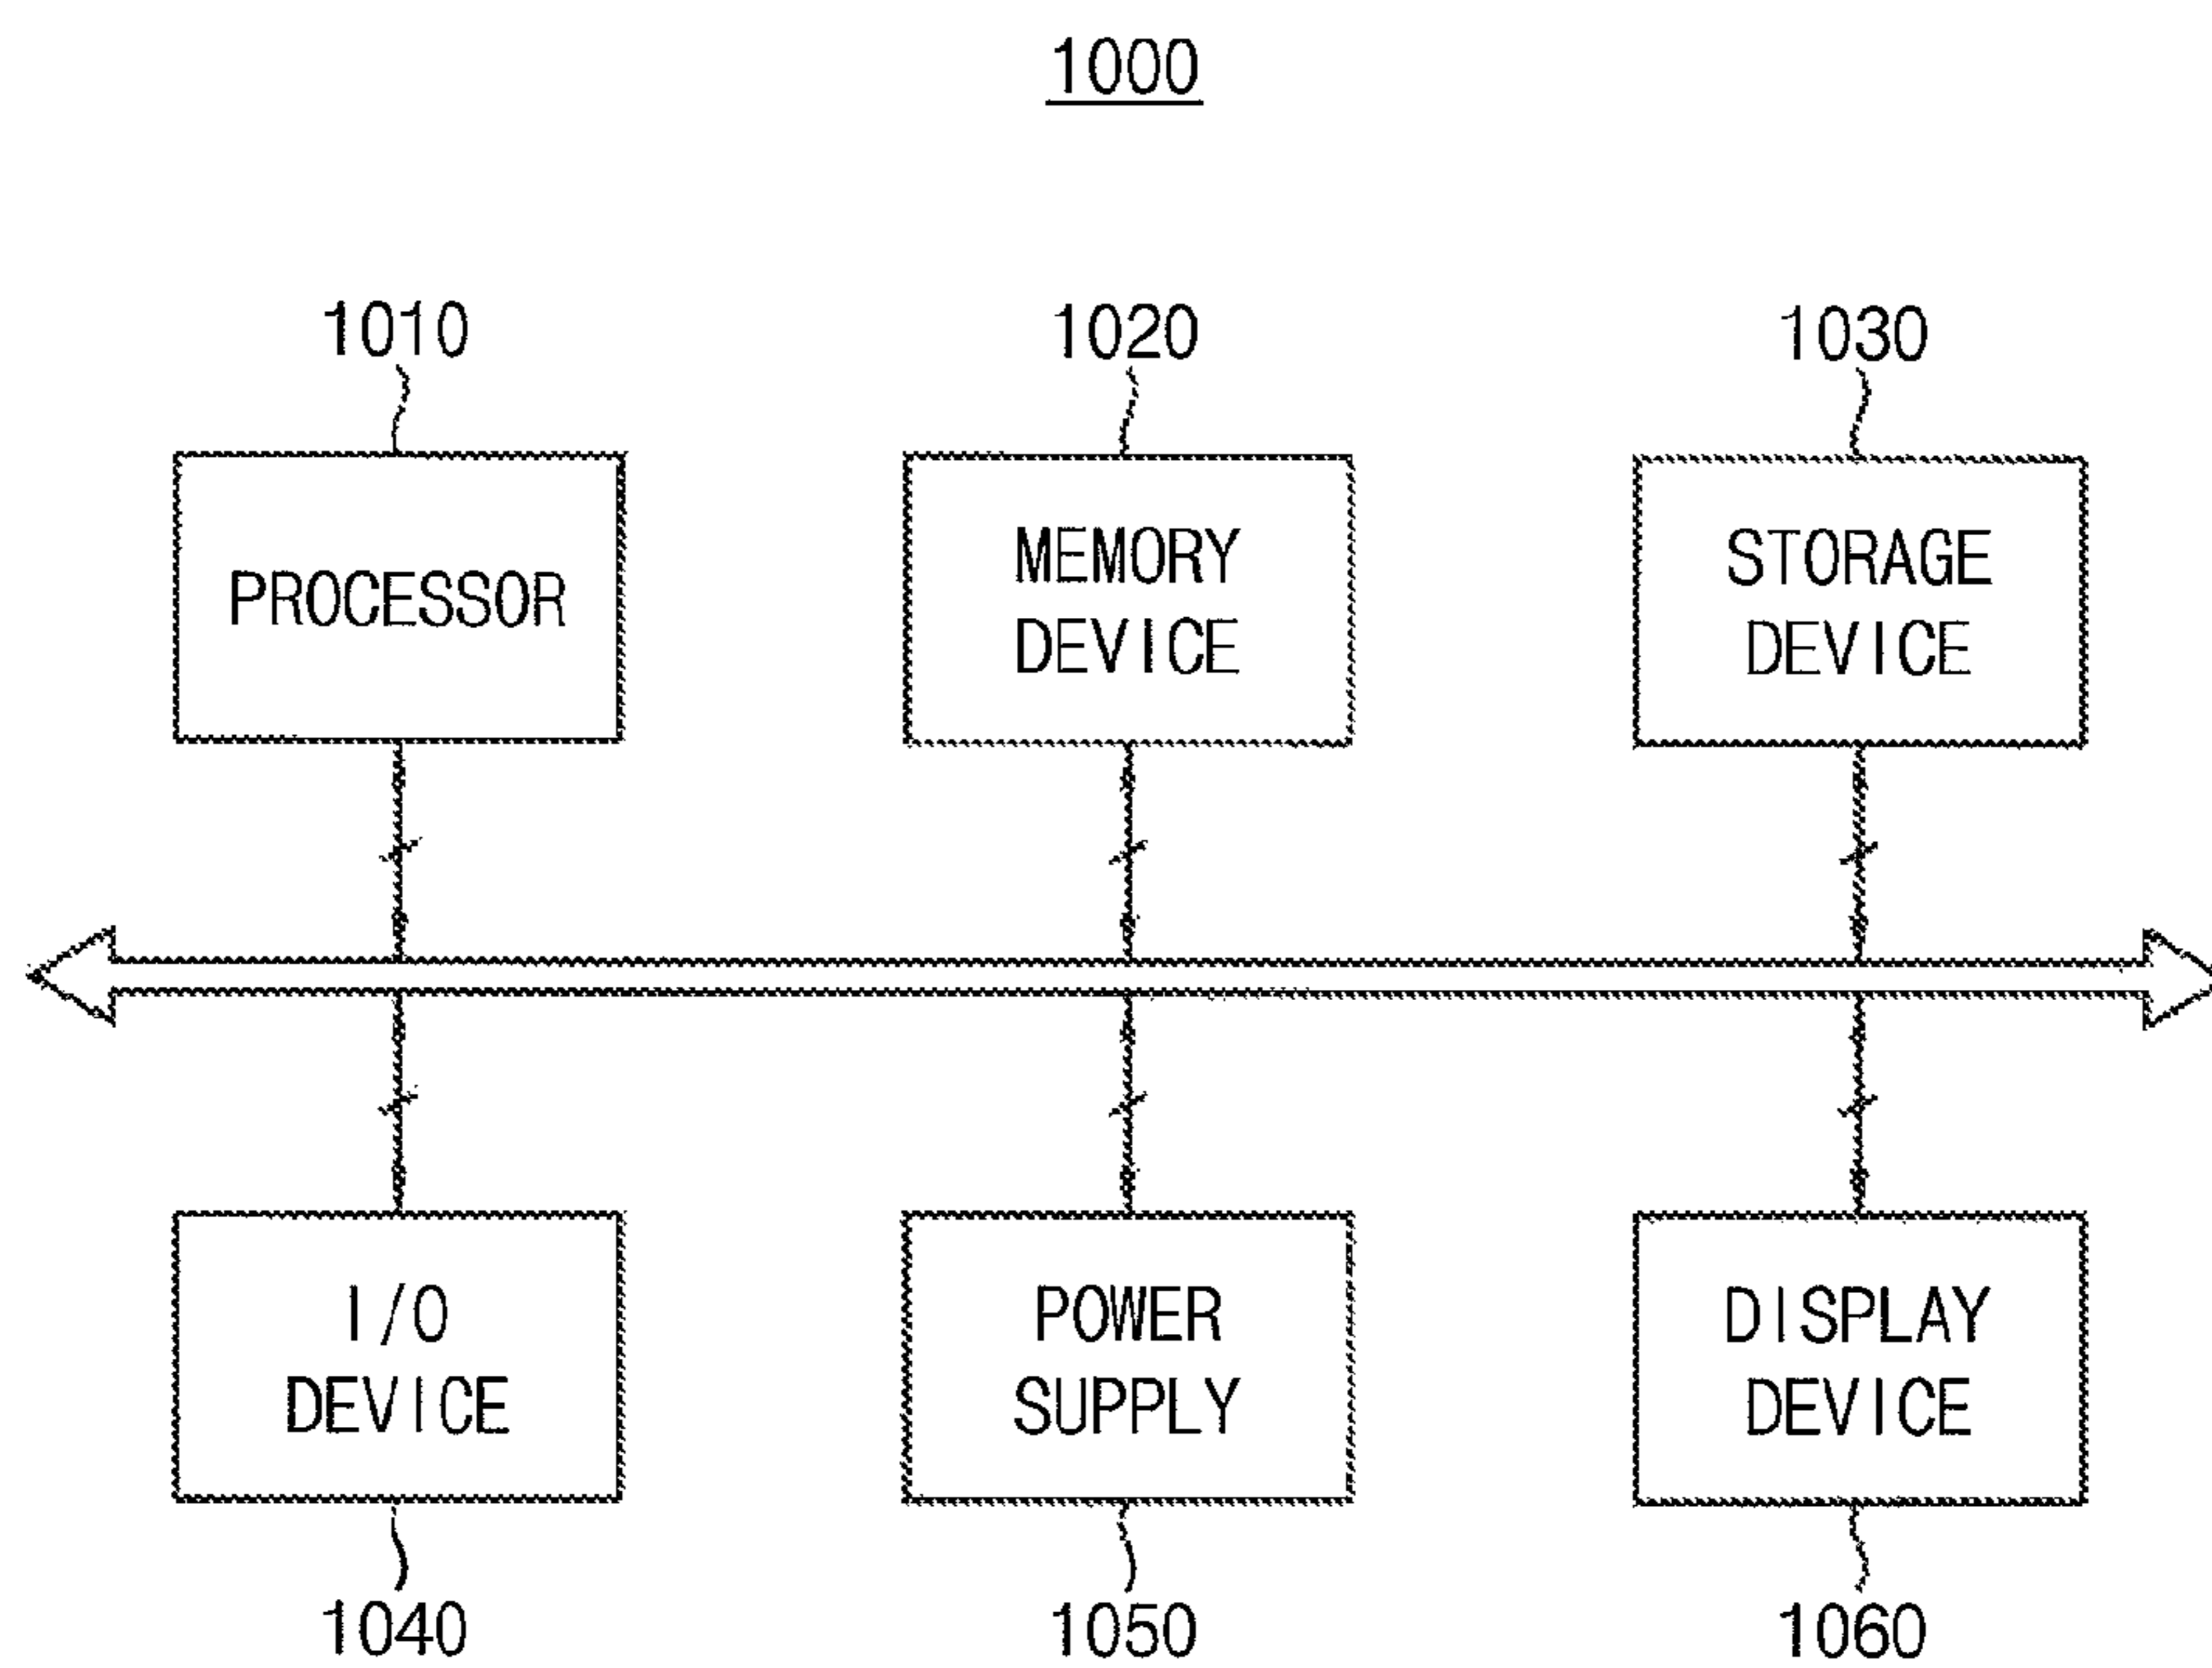 1000
1010
1020
1030
PROCESSOR
MEMORY
DEVICE
STORAGE
DEVICE
I/O
DEVICE
POWER
SUPPLY
DISPLAY
DEVICE
1040
1050
1060